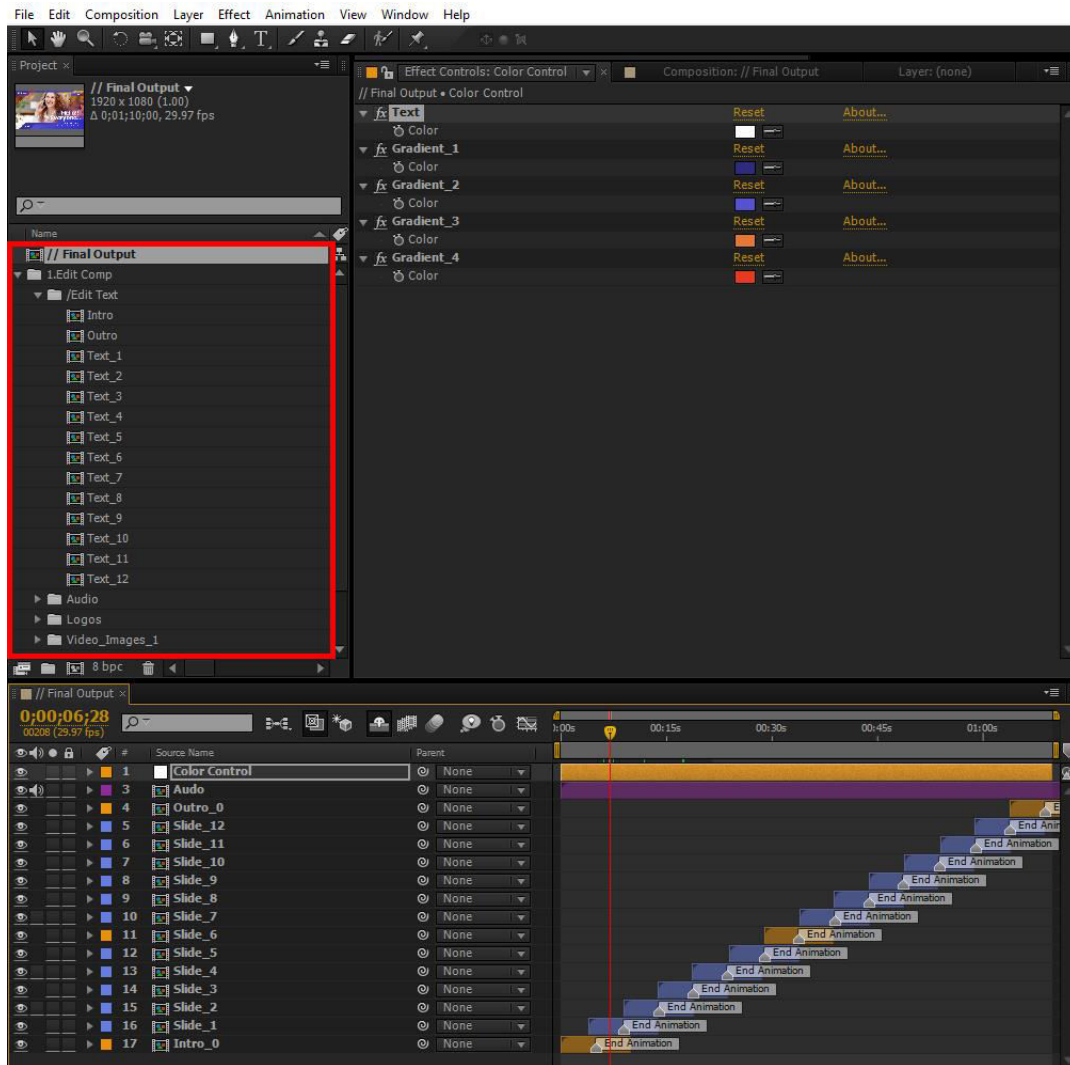 File Edit Composition Layer Effect Animation View Window Help
Project ×
// Final Output
1920 x 1080 (1.00)
Δ 0;01;10;00, 29.97 fps
Name
// Final Output
1.Edit Comp
/Edit Text
Intro
Outro
Text_1
Text_2
Text_3
Text_4
Text_5
Text_6
Text_7
Text_8
Text_9
Text_10
Text_11
Text_12
Audio
Logos
Video_Images_1
8 bpc
Effect Controls: Color Control × Composition: // Final Output Layer: (none)
// Final Output • Color Control
fx Text Reset About...
Color
fx Gradient_1 Reset About...
Color
fx Gradient_2 Reset About...
Color
fx Gradient_3 Reset About...
Color
fx Gradient_4 Reset About...
Color
// Final Output ×
0;00;06;28
00208 (29.97 fps)
00s 00:15s 00:30s 00:45s 01:00s
# Source Name Parent
1 Color Control None
3 Audo None
4 Outro_0 None
5 Slide_12 None End Anim
6 Slide_11 None End Animation
7 Slide_10 None End Animation
8 Slide_9 None End Animation
9 Slide_8 None End Animation
10 Slide_7 None End Animation
11 Slide_6 None End Animation
12 Slide_5 None End Animation
13 Slide_4 None End Animation
14 Slide_3 None End Animation
15 Slide_2 None End Animation
16 Slide_1 None End Animation
17 Intro_0 None End Animation